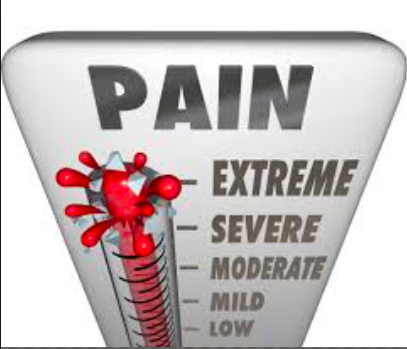 PAIN
EXTREME
SEVERE
MODERATE
MILD
LOW